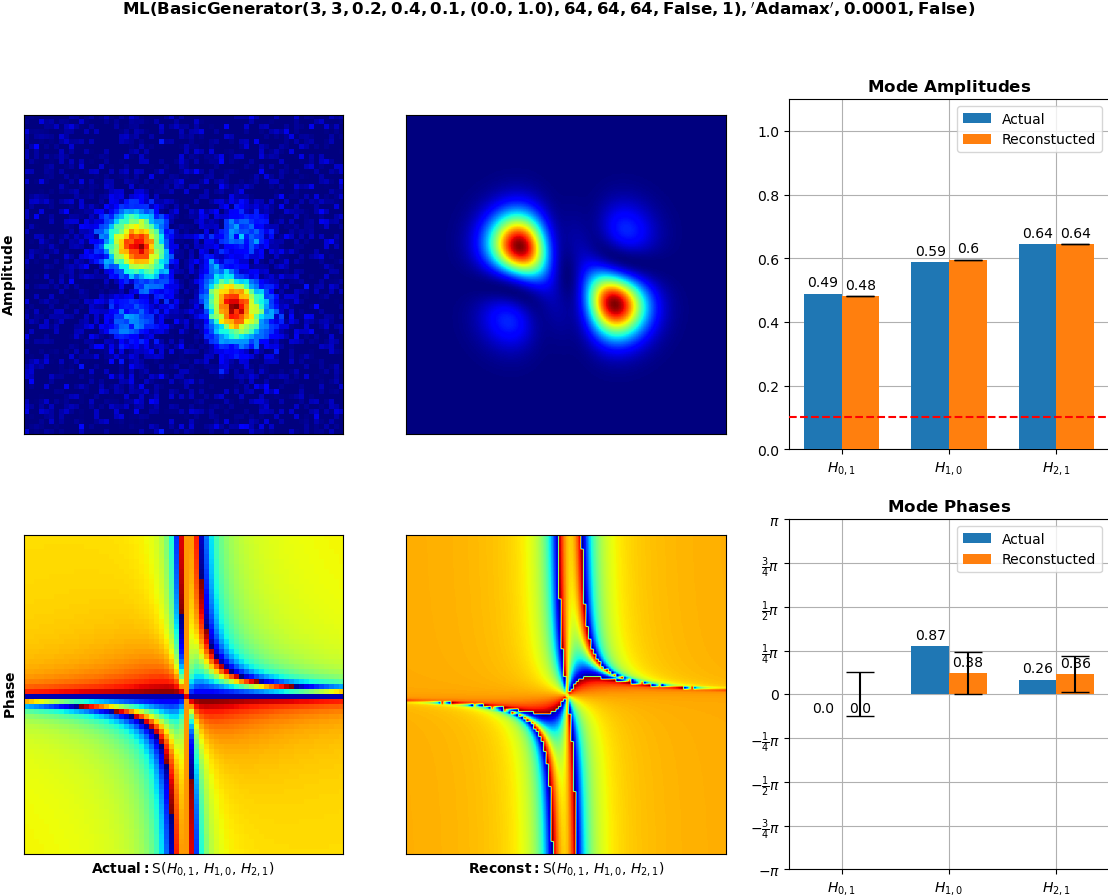 ML(BasicGenerator(3, 3, 0.2, 0.4, 0.1, (0.0, 1.0), 64, 64, 64, False, 1), ′Adamax′, 0.0001, False)
Amplitude
Mode Amplitudes
Actual
Reconstucted
1.0
0.8
0.6
0.4
0.2
0.0
0.49
0.48
0.59
0.6
0.64
0.64
H0, 1
H1, 0
H2, 1
Phase
Actual: S(H0, 1, H1, 0, H2, 1)
Reconst: S(H0, 1, H1, 0, H2, 1)
Mode Phases
Actual
Reconstucted
π
3/4π
1/2π
1/4π
0
−1/4π
−1/2π
−3/4π
−π
0.0
0.0
0.87
0.38
0.26
0.36
H0, 1
H1, 0
H2, 1